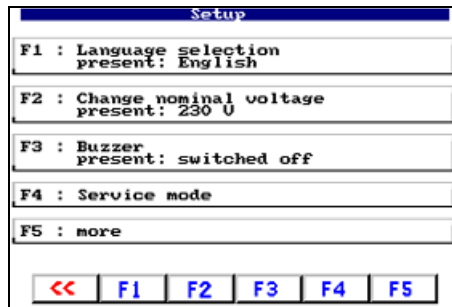 Setup
F1 : Language selection
present: English
F2 : Change nominal voltage
present: 230 V
F3 : Buzzer
present: switched off
F4 : Service mode
F5 : more
<< F1 F2 F3 F4 F5